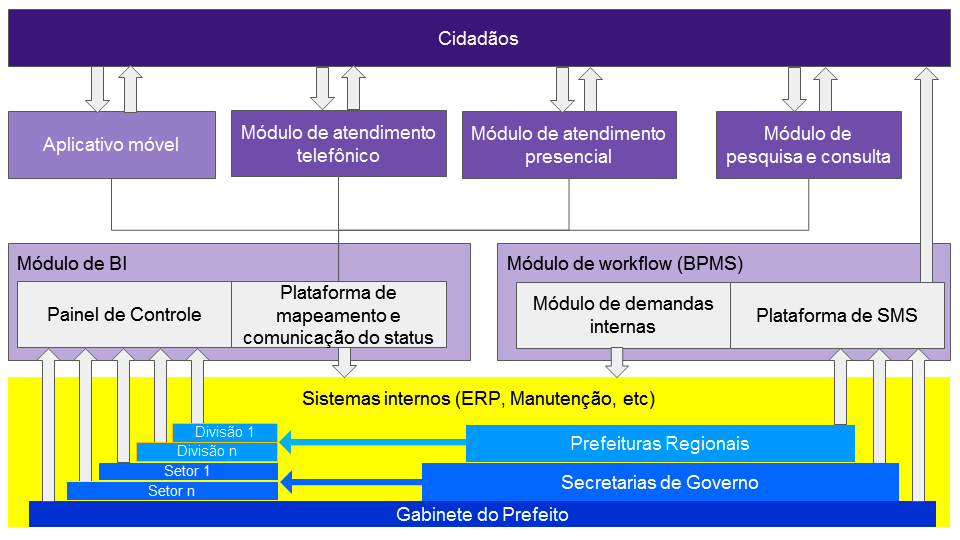 Cidadãos
Aplicativo móvel
Módulo de atendimento
telefônico
Módulo de atendimento
presencial
Módulo de
pesquisa e consulta
Módulo de BI
Painel de Controle
Plataforma de
mapeamento e
comunicação do status
Módulo de workflow (BPMS)
Módulo de demandas
internas
Plataforma de SMS
Sistemas internos (ERP, Manutenção, etc)
Divisão 1
Divisão n
Setor 1
Setor n
Prefeituras Regionais
Secretarias de Governo
Gabinete do Prefeito